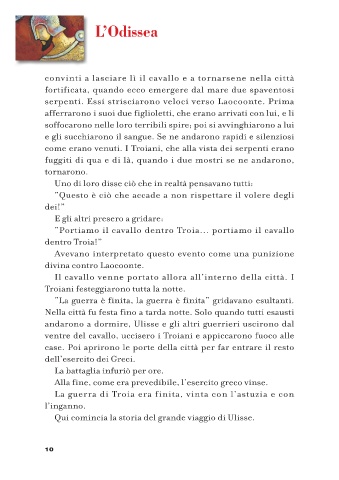 L'Odissea
convinti a lasciare lì il cavallo e a tornarsene nella città
fortificata, quando ecco emergere dal mare due spaventosi
serpenti. Essi strisciarono veloci verso Laocoonte. Prima
afferrarono i suoi due figlioletti, che erano arrivati con lui, e li
soffocarono nelle loro terribili spire; poi si avvinghiarono a lui
e gli succhiarono il sangue. Se ne andarono rapidi e silenziosi
come erano venuti. I Troiani, che alla vista dei serpenti erano
fuggiti di qua e di là, quando i due mostri se ne andarono,
tornarono.
Uno di loro disse ciò che in realtà pensavano tutti:
"Questo è ciò che accade a non rispettare il volere degli
dei!"
E gli altri presero a gridare:
"Portiamo il cavallo dentro Troia... portiamo il cavallo
dentro Troia!"
Avevano interpretato questo evento come una punizione
divina contro Laocoonte.
Il cavallo venne portato allora all'interno della città. I
Troiani festeggiarono tutta la notte.
"La guerra è finita, la guerra è finita" gridavano esultanti.
Nella città fu festa fino a tarda notte. Solo quando tutti esausti
andarono a dormire, Ulisse e gli altri guerrieri uscirono dal
ventre del cavallo, uccisero i Troiani e appiccarono fuoco alle
case. Poi aprirono le porte della città per far entrare il resto
dell'esercito dei Greci.
La battaglia infuriò per ore.
Alla fine, come era prevedibile, l'esercito greco vinse.
La guerra di Troia era finita, vinta con l'astuzia e con
l'inganno.
Qui comincia la storia del grande viaggio di Ulisse.
10